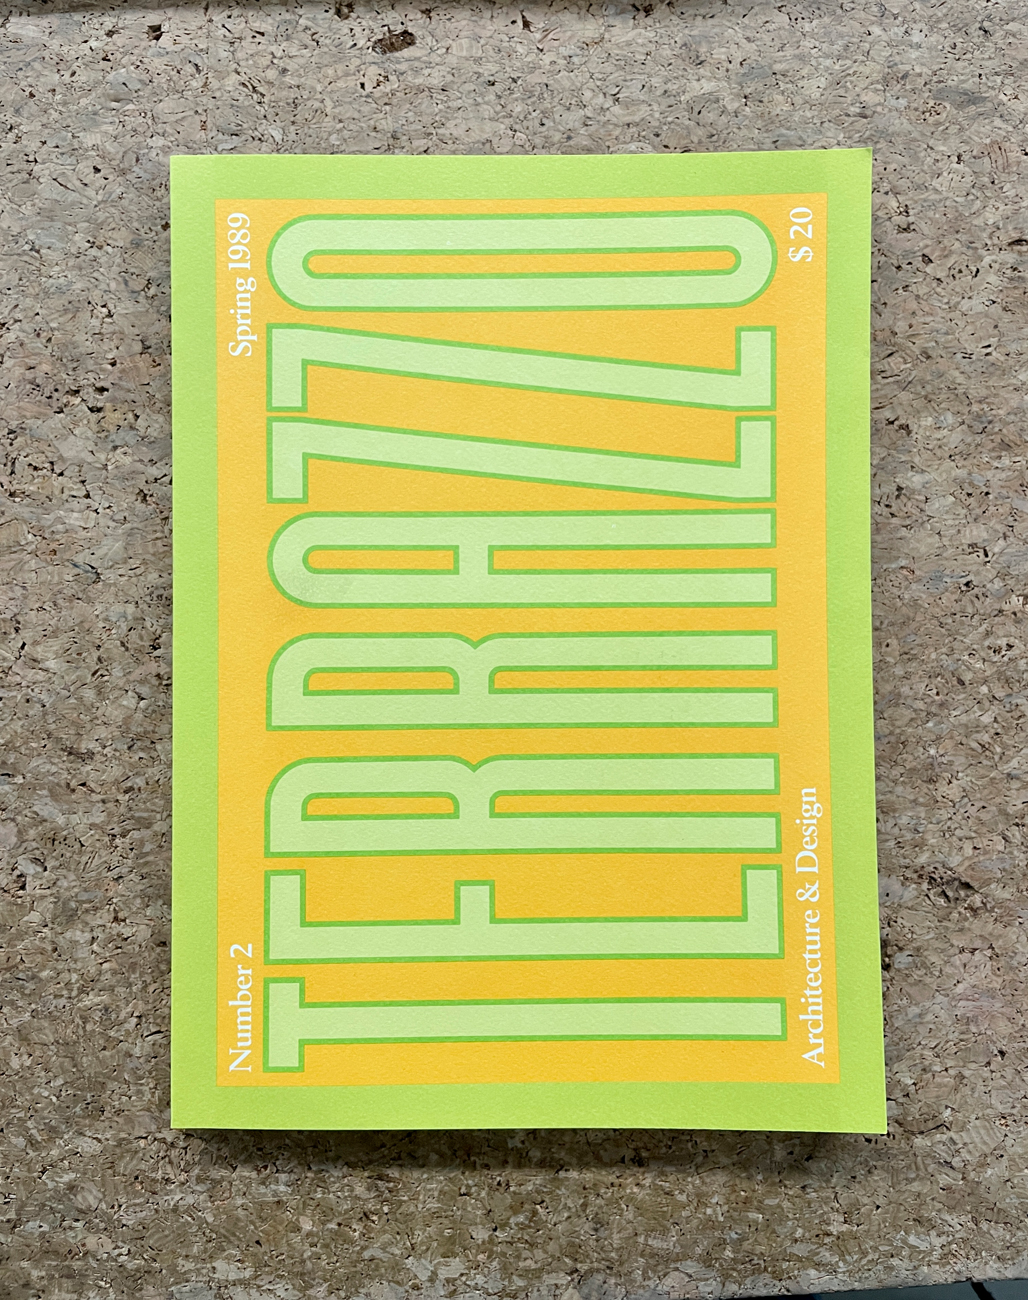 Number 2
Spring 1989
TERRAZZO
Architecture & Design
$ 20